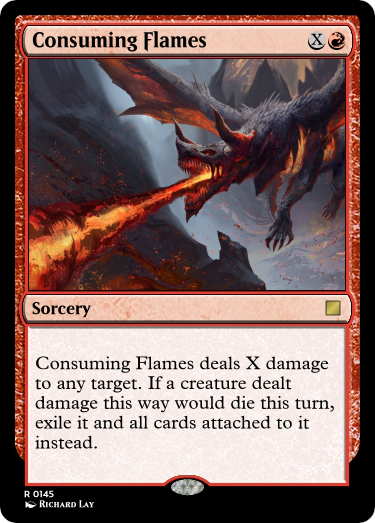 Consuming Flames X
Sorcery
Consuming Flames deals X damage
to any target. If a creature dealt
damage this way would die this turn,
exile it and all cards attached to it
instead.
R 0145
Richard Lay